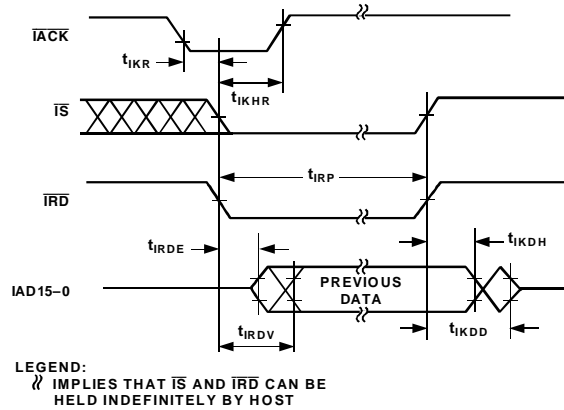 IACK
tIKR
tIKHR
IS
tIRP
IRD
tIRDE
tIKDH
IAD15–0
PREVIOUS
DATA
tIKDD
tIRDV
LEGEND:
IMPLIES THAT IS AND IRD CAN BE
HELD INDEFINITELY BY HOST